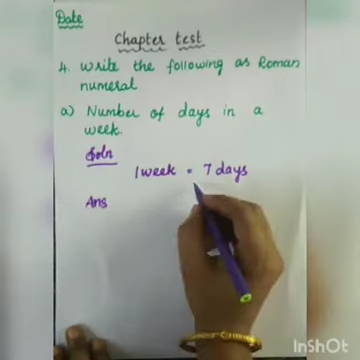 Date
Chapter test
4. Write the following as Roman
numeral
a) Number of days in a
week.
Soln
1 week = 7 days
Ans
InShOt